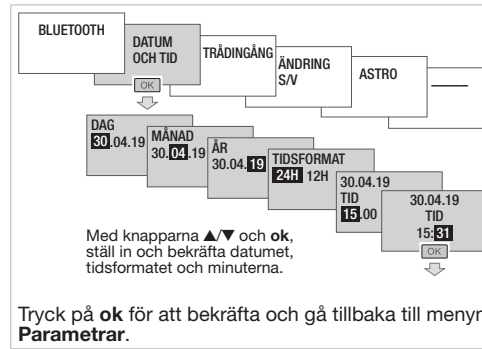 BLUETOOTH
DATUM
OCH TID
OK
TRÅDINGÅNG
ÄNDRING
S/V
ASTRO
DAG
30.04.19
MÅNAD
30.04.19
ÅR
30.04.19
TIDSFORMAT
24H 12H
30.04.19
TID
15.00
30.04.19
TID
15:31
OK
Med knapparna ▲/▼ och ok,
ställ in och bekräfta datumet,
tidsformatet och minuterna.
Tryck på ok för att bekräfta och gå tillbaka till
Parametrar.